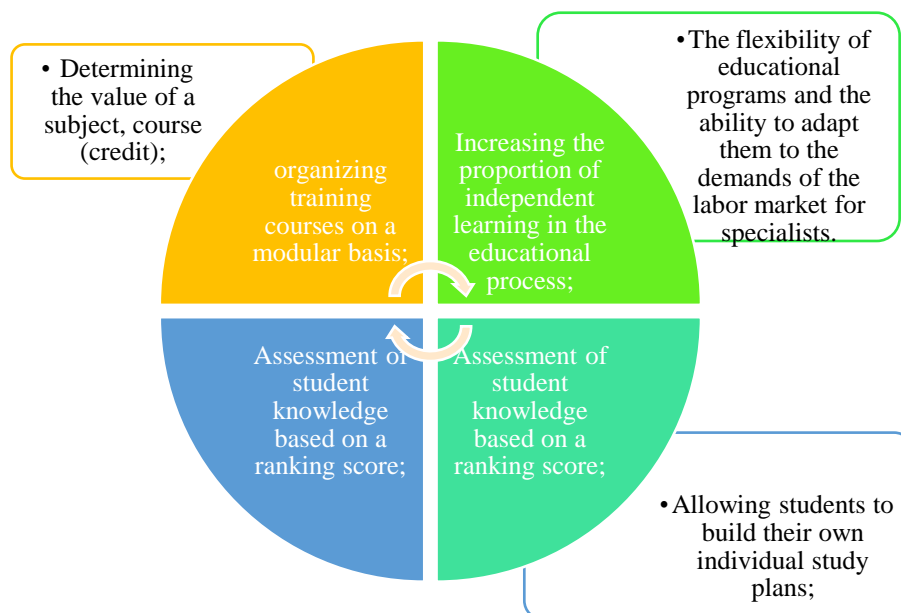 • Determining
the value of a
subject, course
(credit);
organizing
training
courses on a
modular basis;
Increasing the
proportion of
independent
learning in the
educational
process;
•The flexibility of
educational
programs and the
ability to adapt
them to the
demands of the
labor market for
specialists.
Assessment of
student
knowledge
based on a
ranking score;
Assessment of
student
knowledge
based on a
ranking score;
•Allowing students to
build their own
individual study
plans;